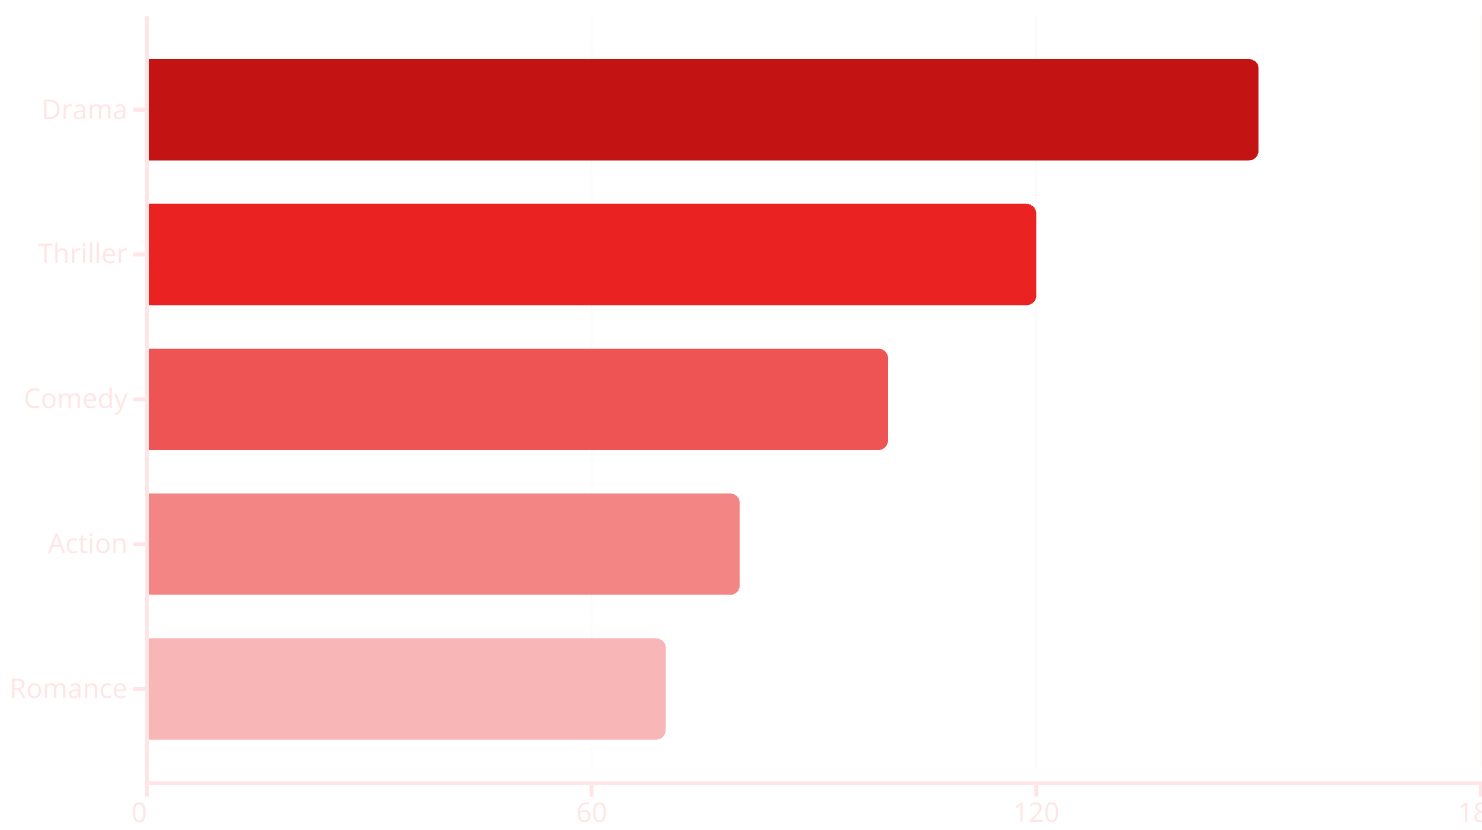 Drama
Thriller
Comedy
Action
Romance
0 60 120